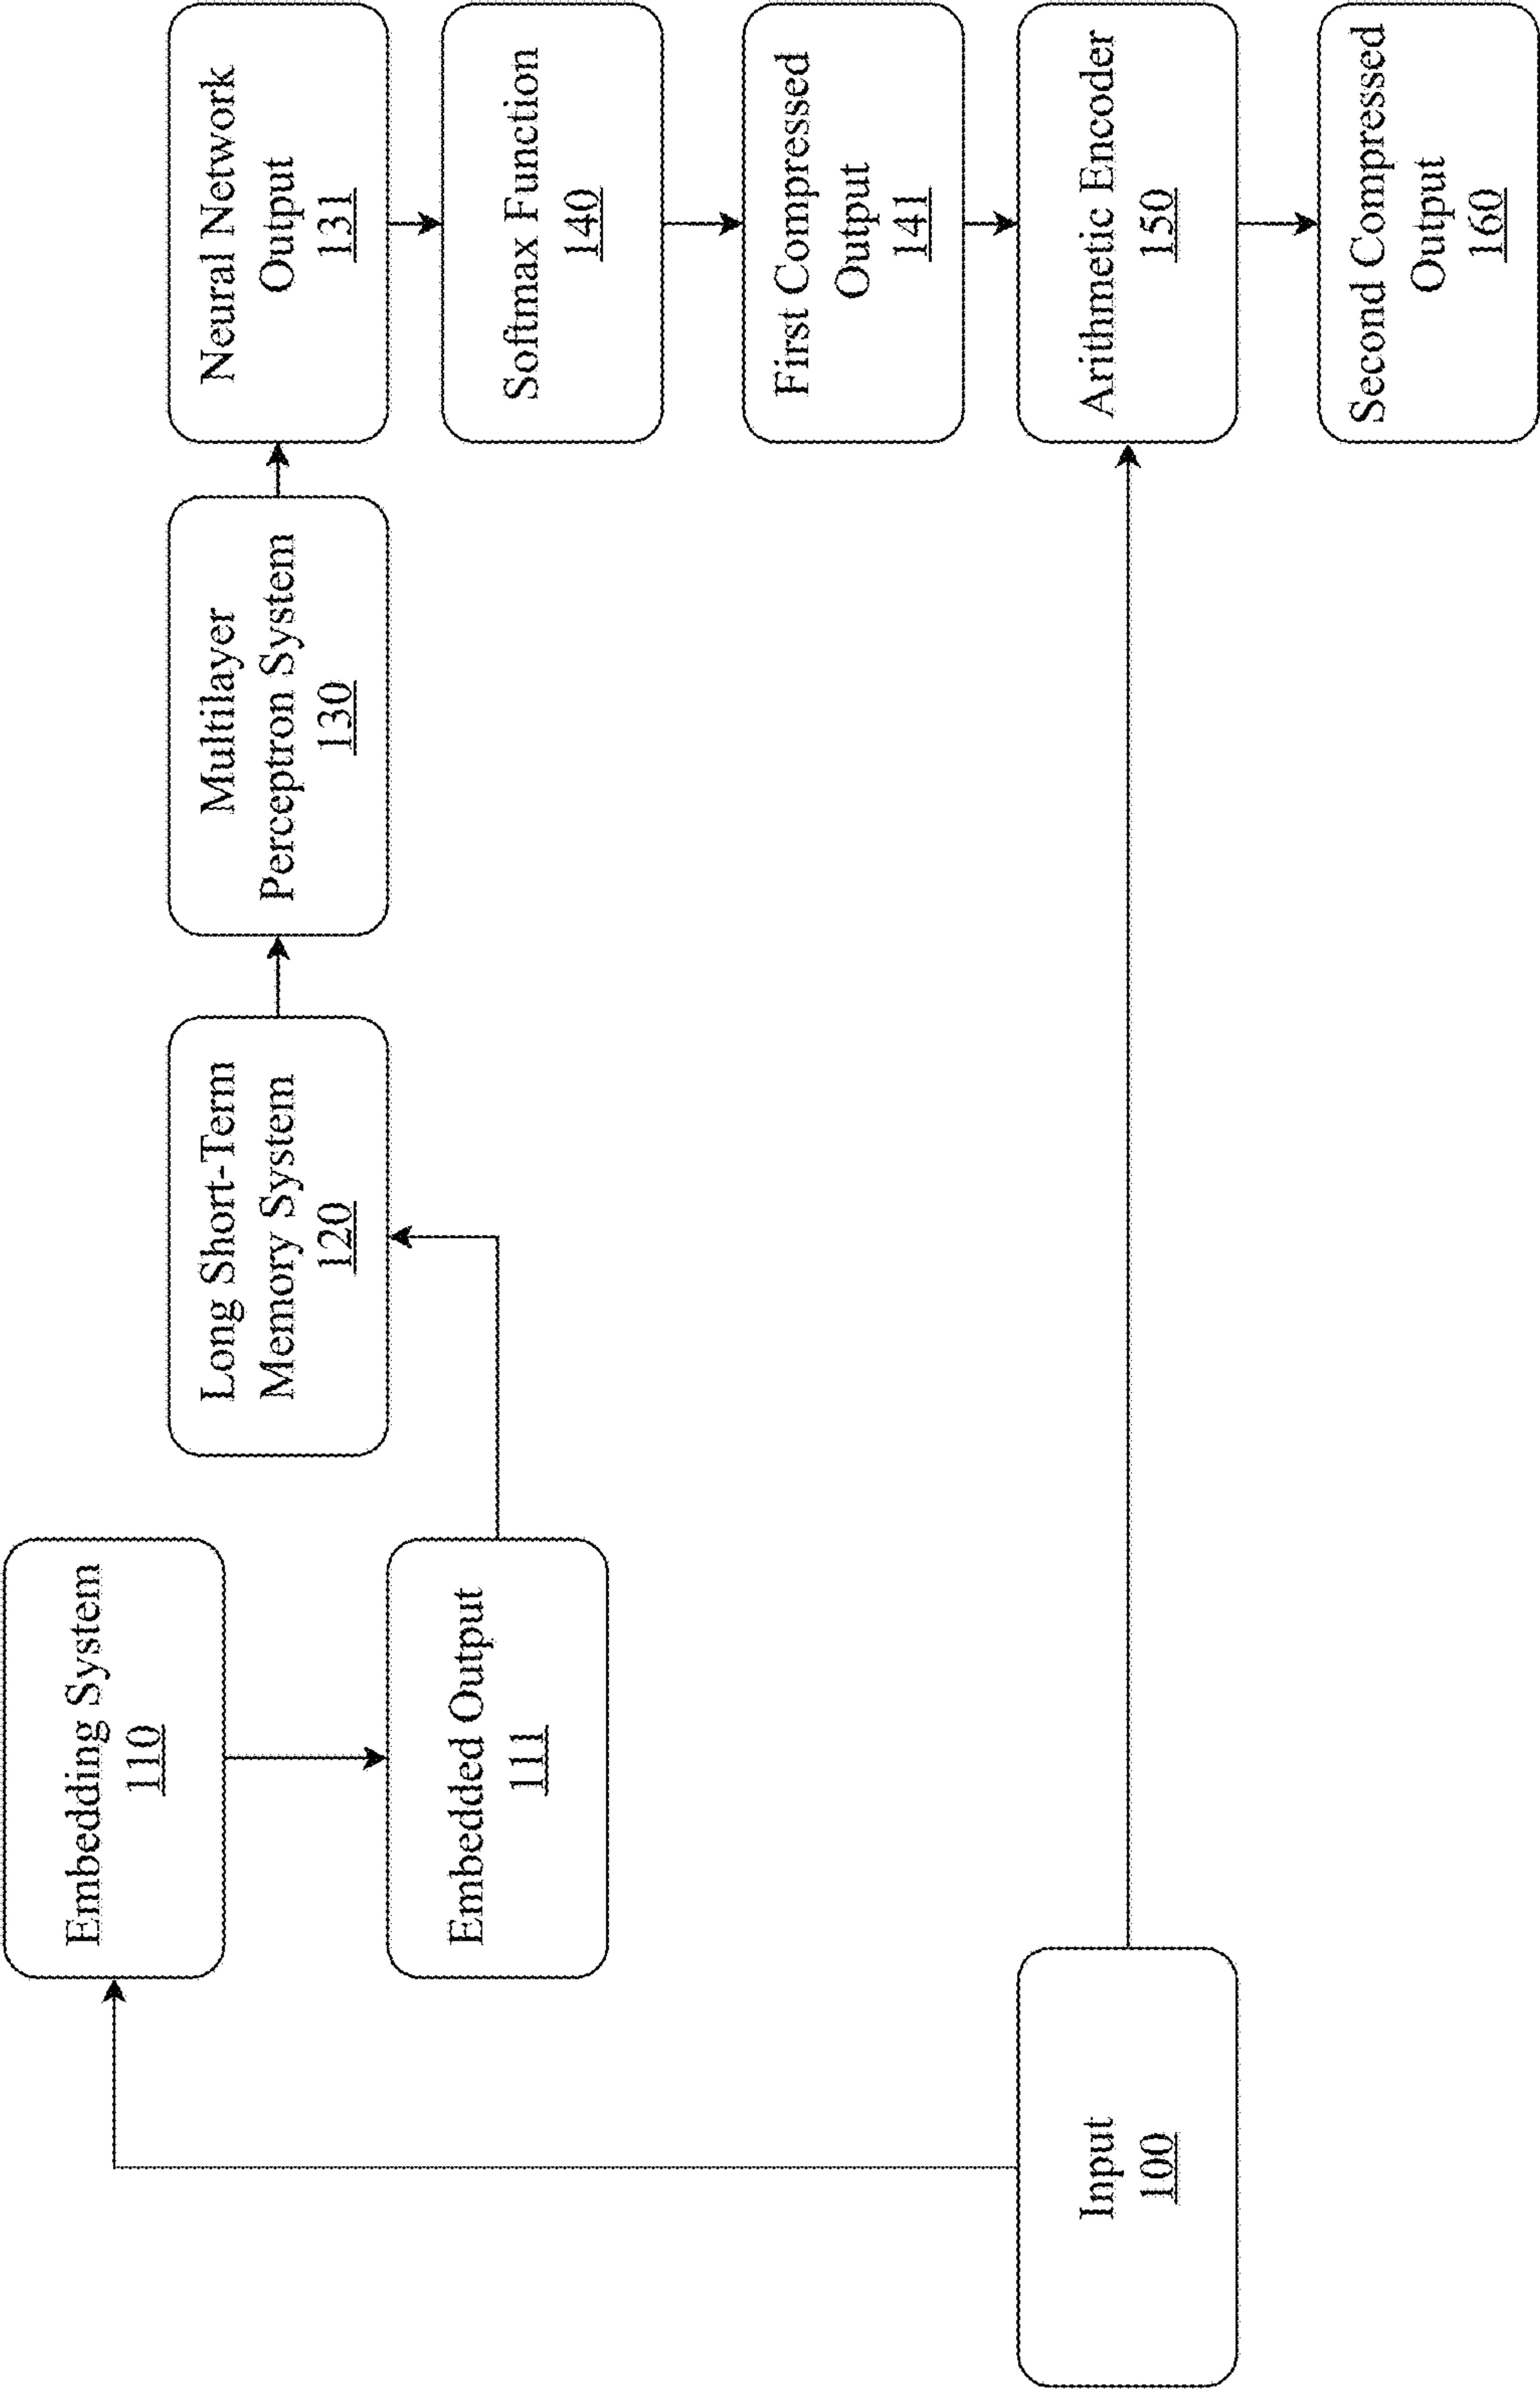 Input
100
Embedding System
110
Embedded Output
111
Long Short-Term
Memory System
120
Multilayer
Perceptron System
130
Neural Network
Output
131
Softmax Function
140
First Compressed
Output
141
Arithmetic Encoder
150
Second Compressed
Output
160